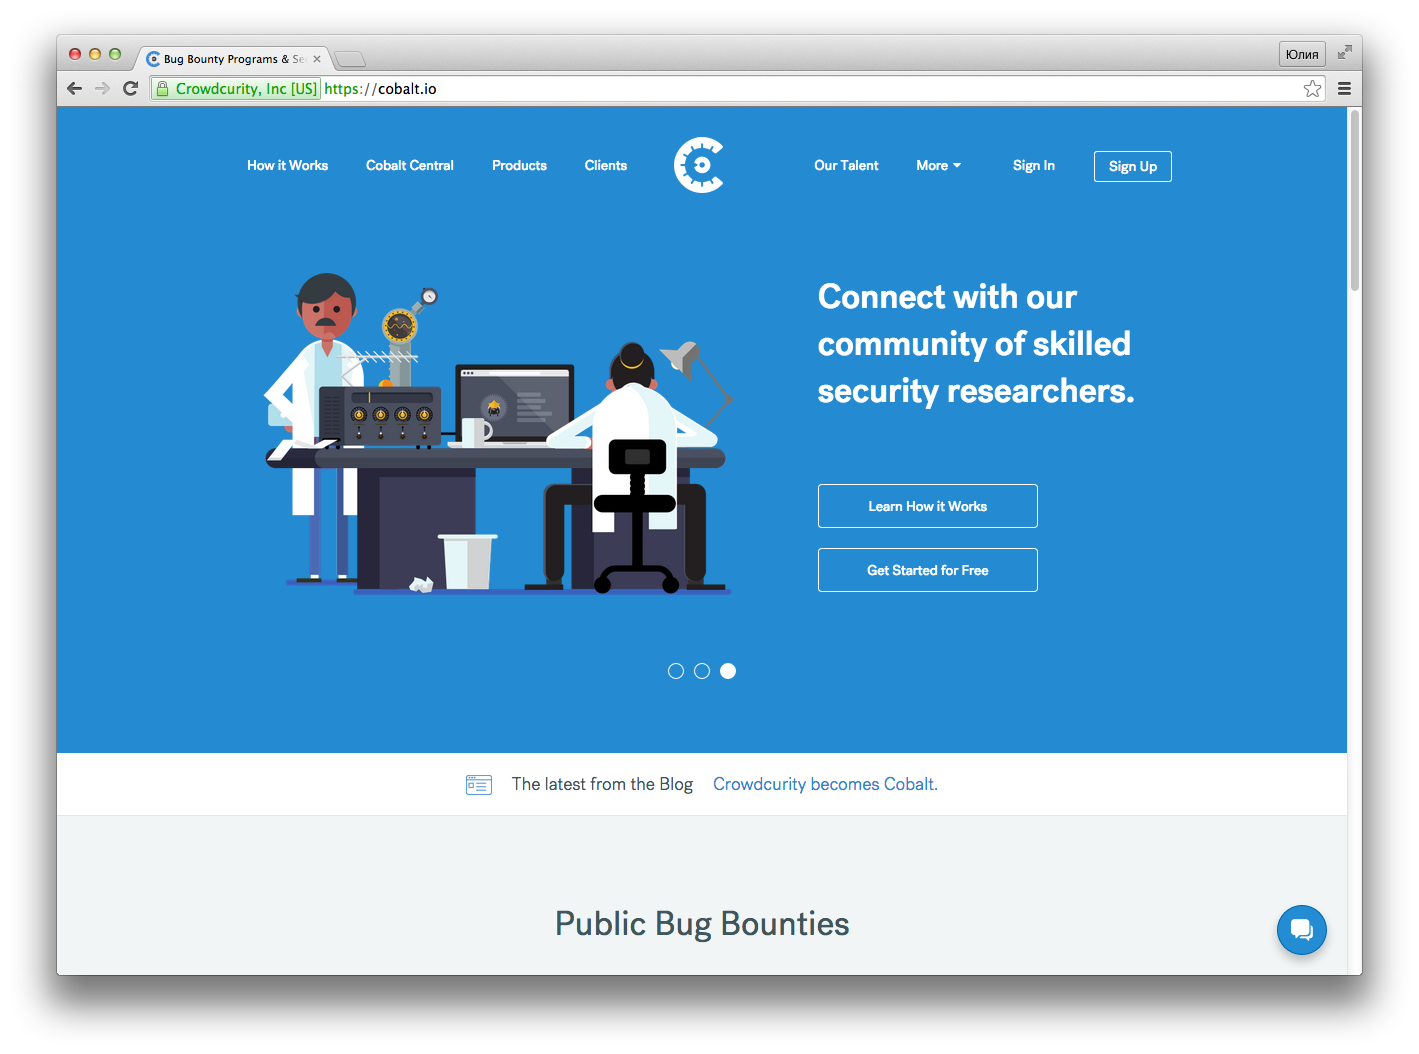 Bug Bounty Programs & Se
Юлия
Crowdcurity, Inc [US] https://cobalt.io
How it Works Cobalt Central Products Clients Our Talent More Sign In Sign Up
Connect with our
community of skilled
security researchers.
Learn How it Works
Get Started for Free
The latest from the Blog Crowdcurity becomes Cobalt.
Public Bug Bounties